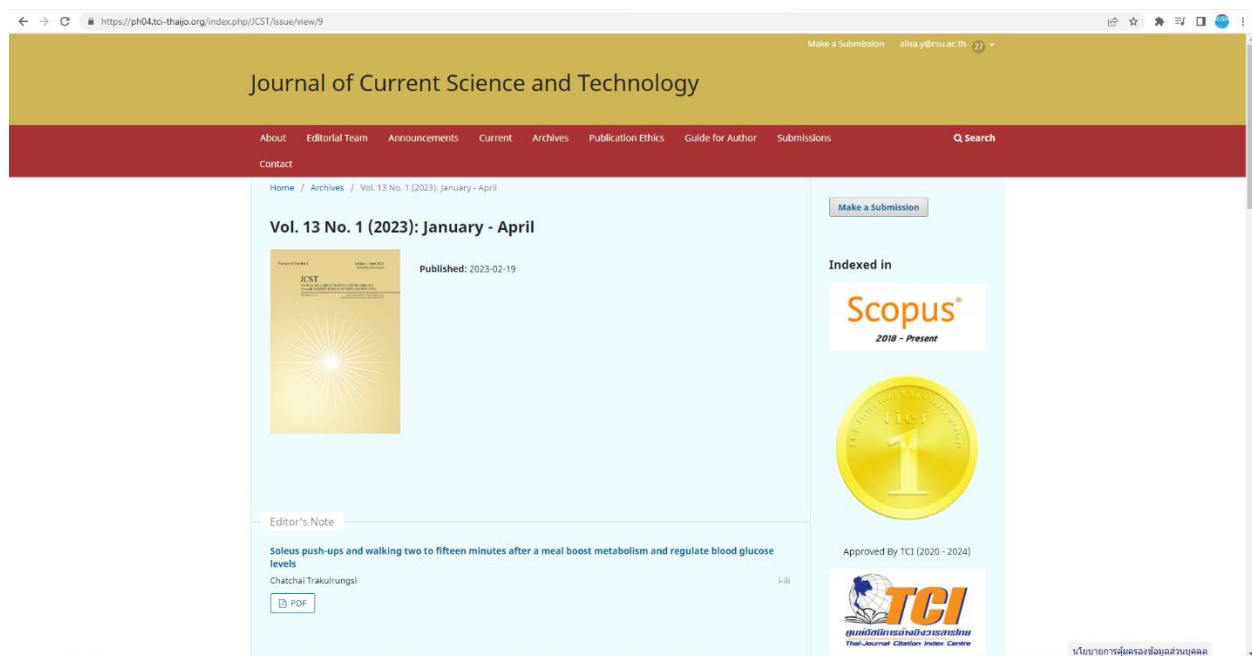 https://ph04.tci-thaijo.org/index.php/JCST/issue/view/9
Make a Submission alisa.y@rsu.ac.th 27
Journal of Current Science and Technology
About Editorial Team Announcements Current Archives Publication Ethics Guide for Author Submissions Search
Contact
Home / Archives / Vol. 13 No. 1 (2023): January - April
Make a Submission
Vol. 13 No. 1 (2023): January - April
JCST
Published: 2023-02-19
Indexed in
Scopus®
2018 - Present
tier
1
Editor's Note
Soleus push-ups and walking two to fifteen minutes after a meal boost metabolism and regulate blood glucose
levels
Chatchai Trakulrungsi i-iii
PDF
Approved By TCI (2020 - 2024)
TCI
ศูนย์ดัชนีการอ้างอิงวารสารไทย
Thai-Journal Citation Index Centre
นโยบายการคุ้มครองข้อมูลส่วนบุคคล